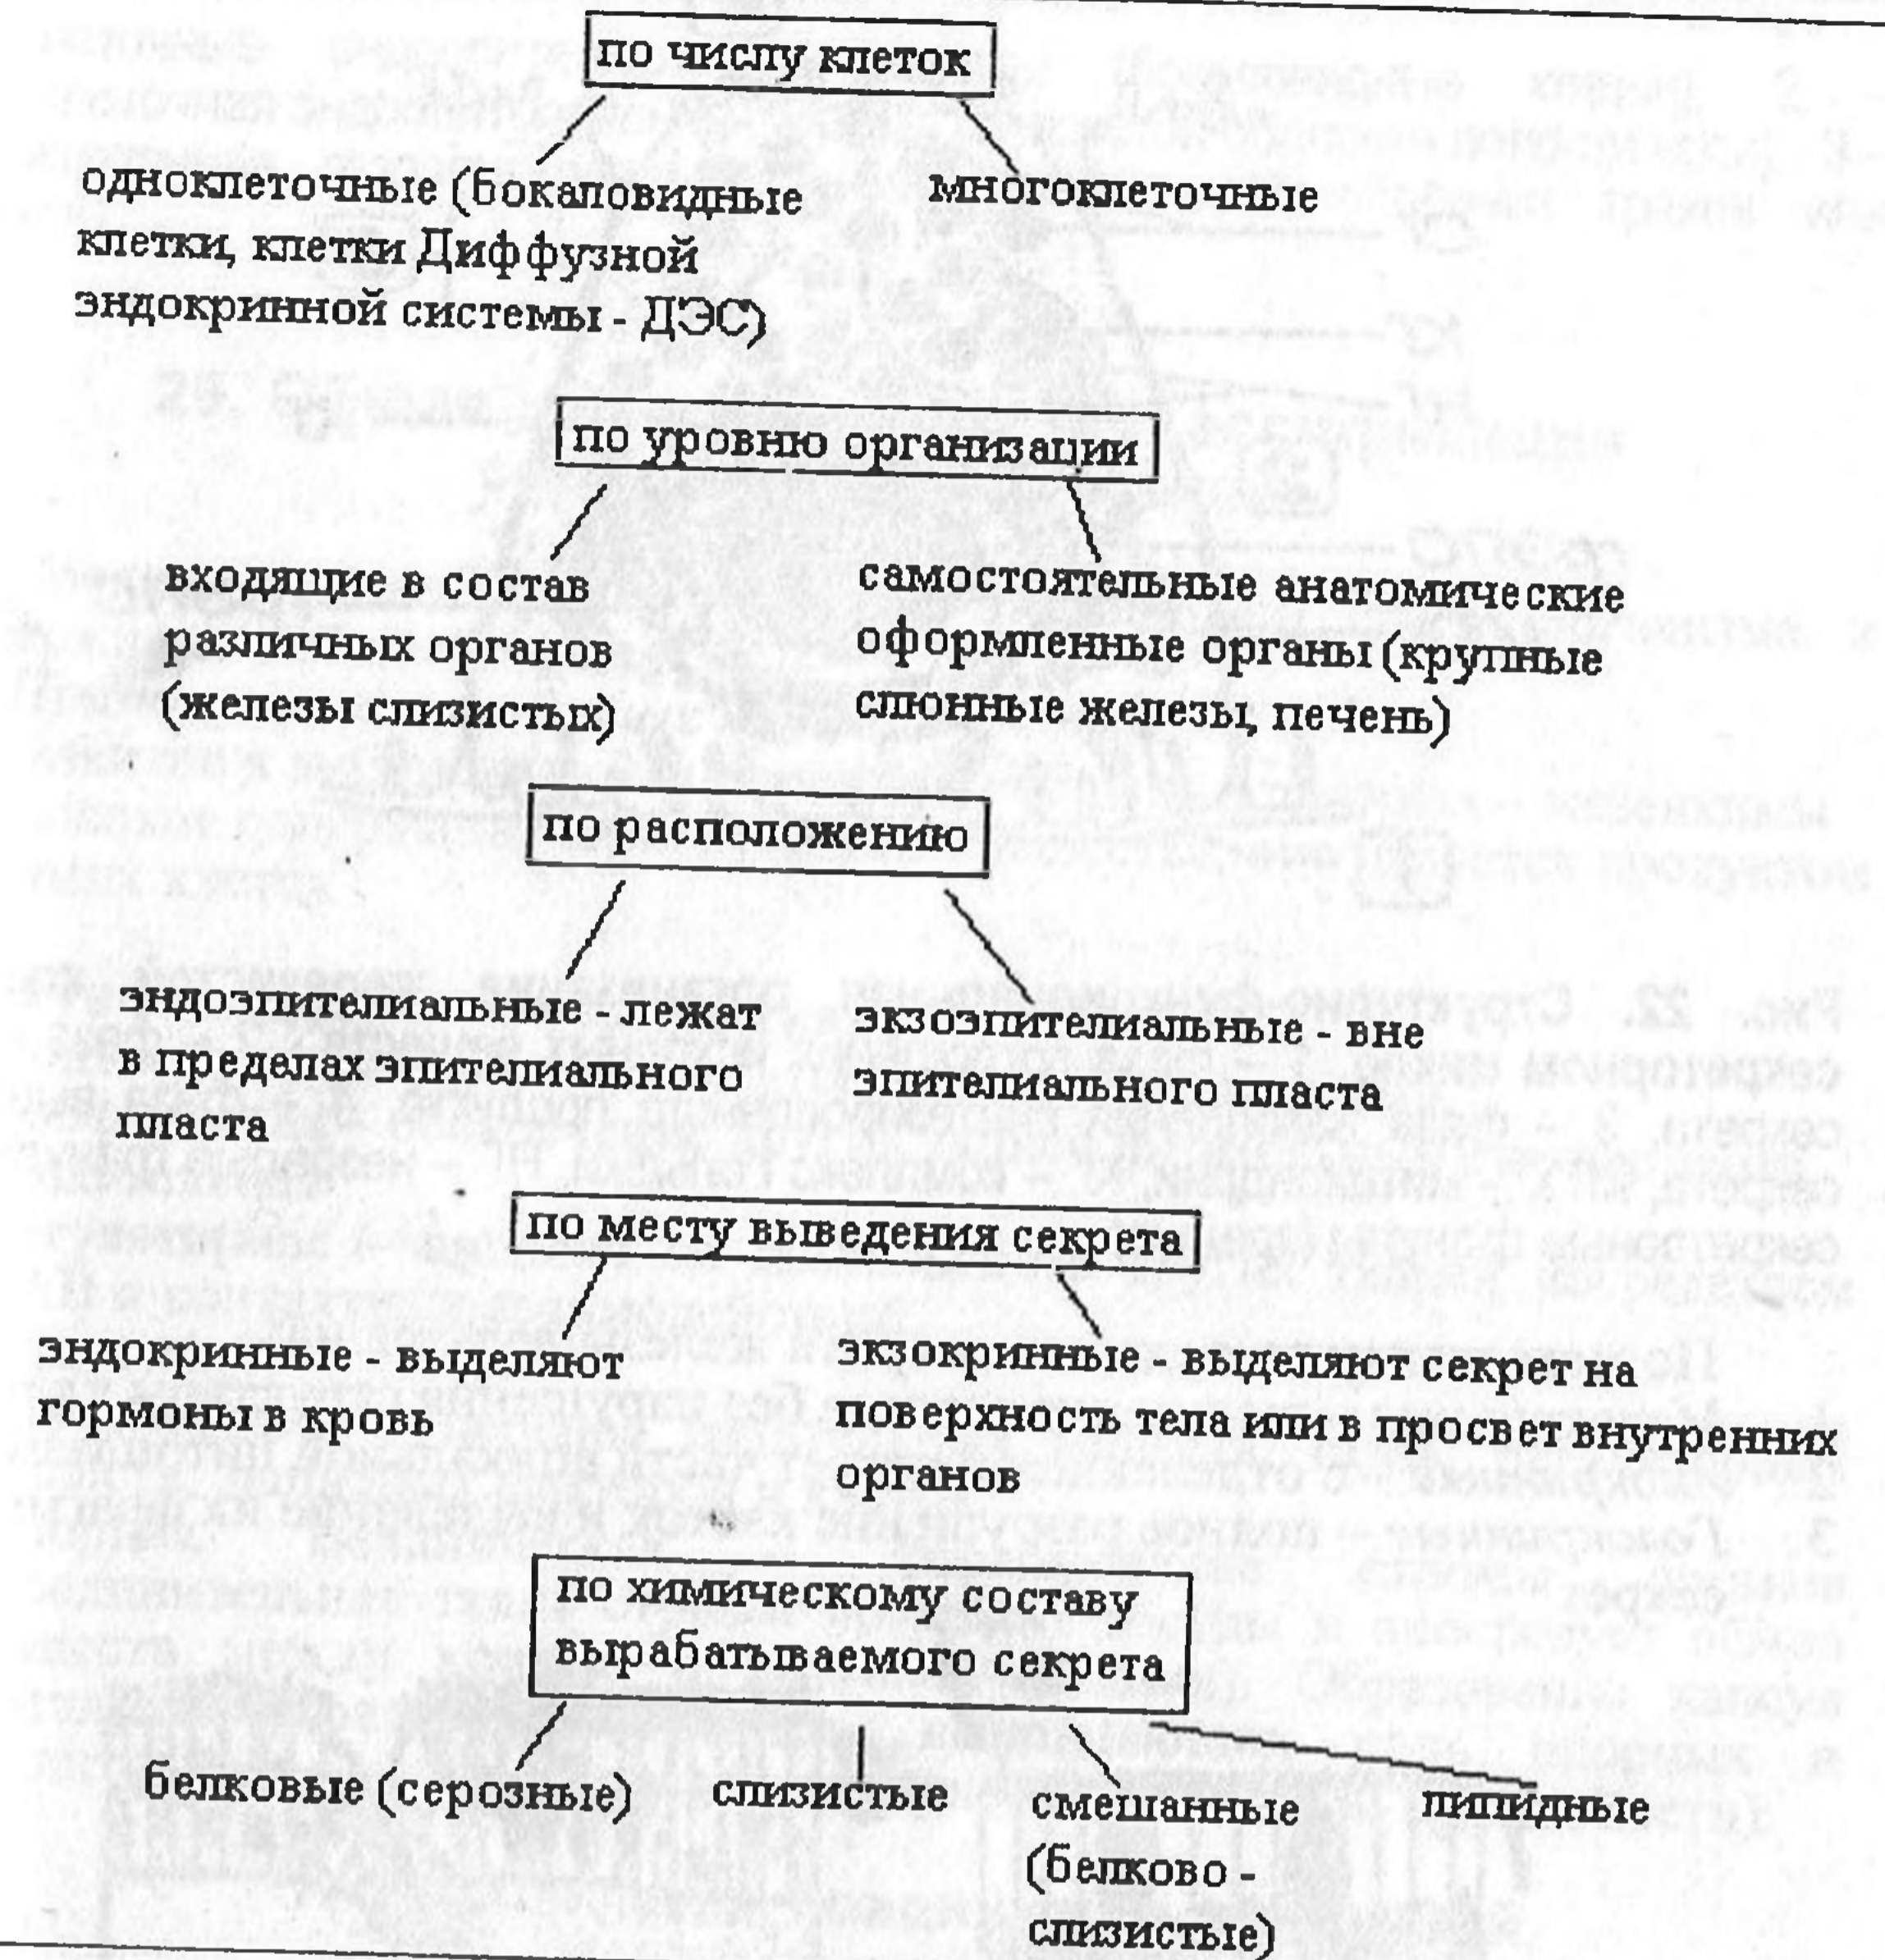 по числу клеток
одноклеточные (бокаловидные
клетки, клетки Диффузной
эндокринной системы - ДЭС)
многоклеточные
по уровню организации
входящие в состав
различных органов
(железы слизистых)
самостоятельные анатомические
оформленные органы (крупные
слюнные железы, печень)
по расположению
эндоэпителиальные - лежат
в пределах эпителиального
пласта
экзоэпителиальные - вне
эпителиального пласта
по месту выведения секрета
эндокринные - выделяют
гормоны в кровь
экзокринные - выделяют секрет на
поверхность тела или в просвет внутренних
органов
по химическому составу
вырабатываемого секрета
белковые (серозные)
слизистые
смешанные
(белково -
слизистые)
липидные